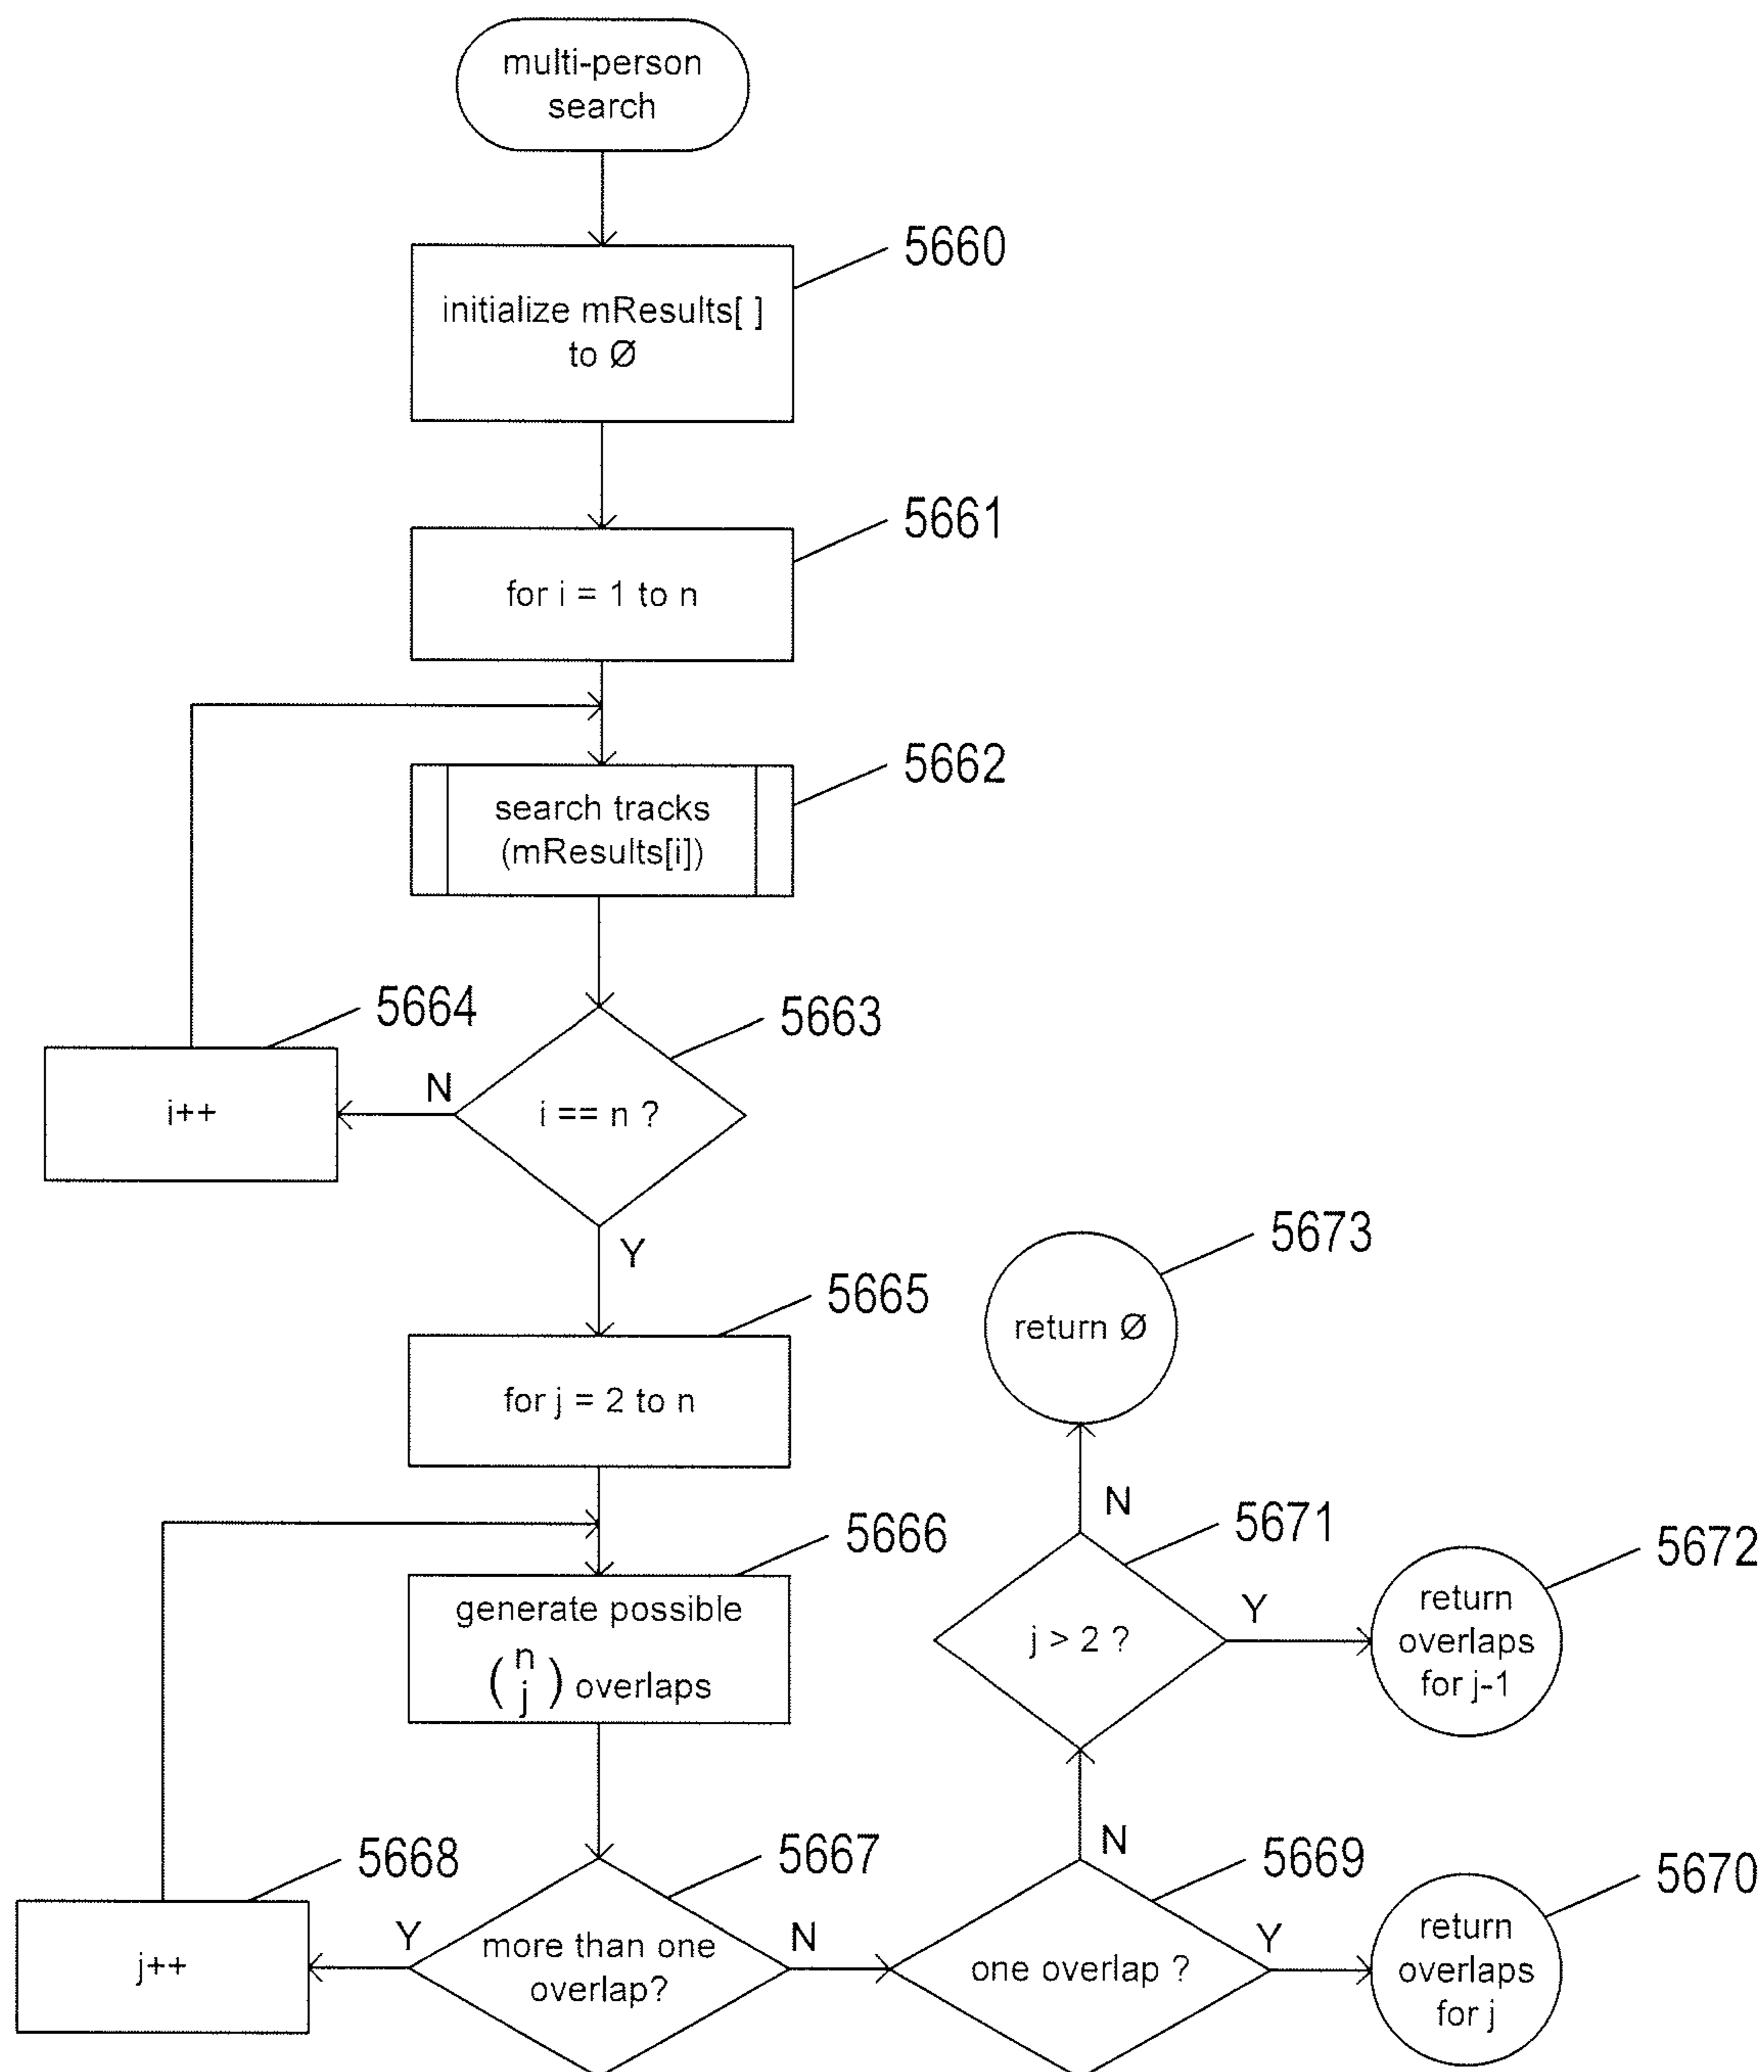 multi-person
search
5660
initialize mResults[ ]
to Ø
5661
for i = 1 to n
5662
search tracks
(mResults[i])
5664
5663
N
i++
i == n ?
Y
5673
return Ø
5665
for j = 2 to n
N
5671
5672
5666
generate possible
( n
j ) overlaps
j > 2 ?
Y
return
overlaps
for j-1
5668
5667
N
5669
5670
j++
Y
more than one
overlap?
N
one overlap ?
Y
return
overlaps
for j